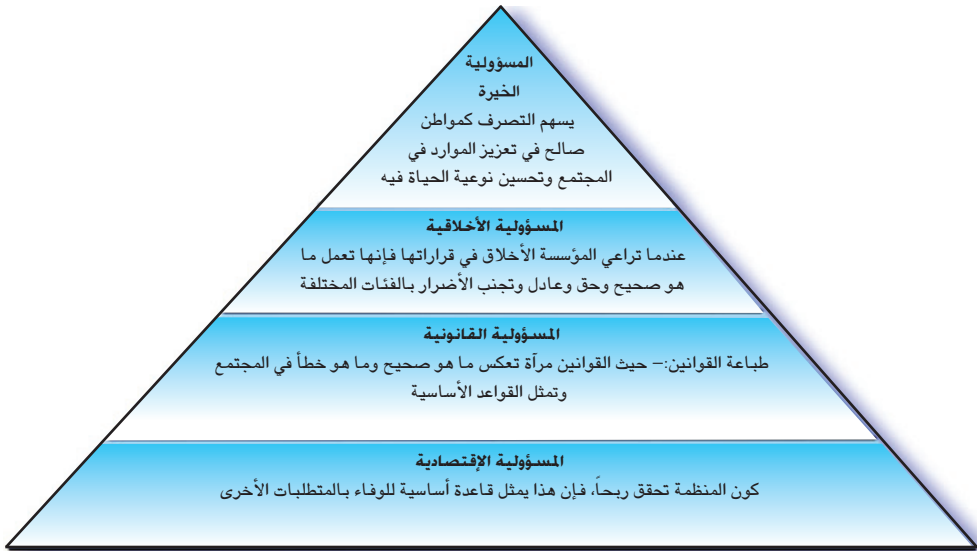 المسؤولية
الخيرة
يسهم التصرف كمواطن
صالح في تعزيز الموارد في
المجتمع وتحسين نوعية الحياة فيه
المسؤولية الأخلاقية
عندما تراعي المؤسسة الأخلاق في قراراتها فإنها تعمل ما
هو صحيح وحق وعادل وتجنب الأضرار بالفئات المختلفة
المسؤولية القانونية
طباعة القوانين:– حيث القوانين مرآة تعكس ما هو صحيح وما هو خطأ في المجتمع
وتمثل القواعد الأساسية
المسؤولية الإقتصادية
كون المنظمة تحقق ربحاً، فإن هذا يمثل قاعدة أساسية للوفاء بالمتطلبات الأخرى